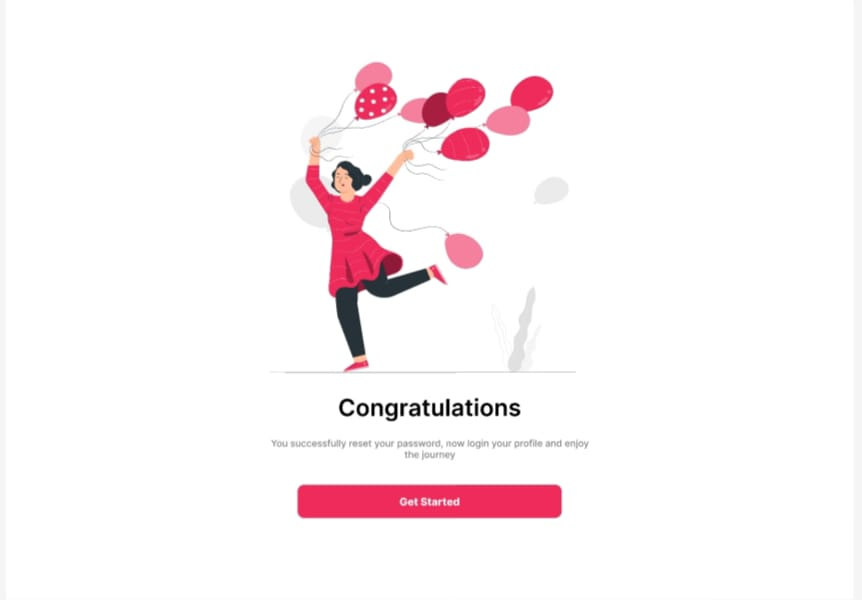 Congratulations
You successfully reset your password, now login your profile and enjoy
the journey
Get Started